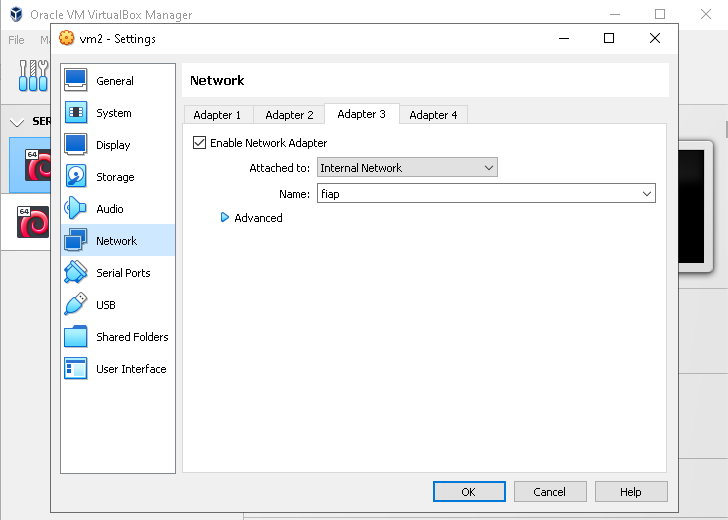 Oracle VM VirtualBox Manager
File
vm2 - Settings
General
System
Display
Storage
Audio
Network
Serial Ports
USB
Shared Folders
User Interface
Network
Adapter 1
Adapter 2
Adapter 3
Adapter 4
Enable Network Adapter
Attached to: Internal Network
Name: fiap
Advanced
OK
Cancel
Help
64
64